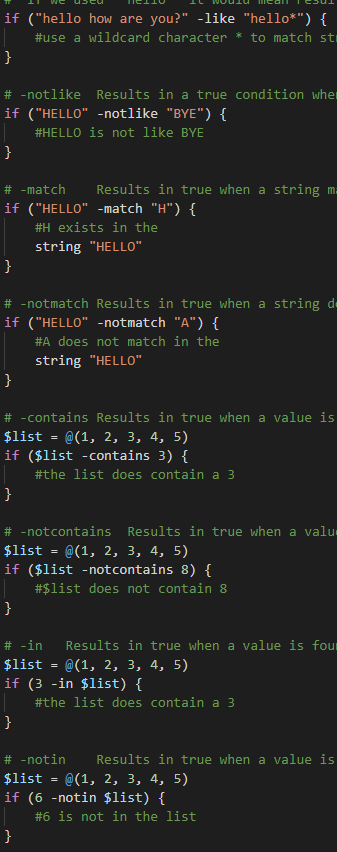 if ("hello how are you?" -like "hello*") {
    #use a wildcard character * to match
}
# -notlike  Results in a true condition
if ("HELLO" -notlike "BYE") {
    #HELLO is not like BYE
}
# -match    Results in true when a string
if ("HELLO" -match "H") {
    #H exists in the
    string "HELLO"
}
# -notmatch Results in true when a string
if ("HELLO" -notmatch "A") {
    #A does not match in the
    string "HELLO"
}
# -contains Results in true when a value is
$list = @(1, 2, 3, 4, 5)
if ($list -contains 3) {
    #the list does contain a 3
}
# -notcontains  Results in true when a value
$list = @(1, 2, 3, 4, 5)
if ($list -notcontains 8) {
    #$list does not contain 8
}
# -in   Results in true when a value is
$list = @(1, 2, 3, 4, 5)
if (3 -in $list) {
    #the list does contain a 3
}
# -notin    Results in true when a value is
$list = @(1, 2, 3, 4, 5)
if (6 -notin $list) {
    #6 is not in the list
}